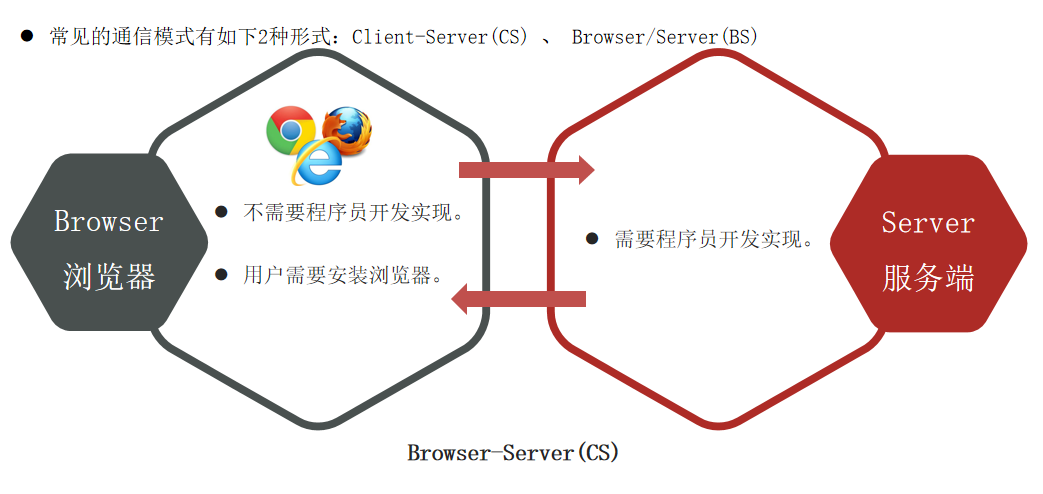 常见的通信模式有如下2种形式：Client-Server(CS) 、 Browser/Server(BS)
Browser
浏览器
不需要程序员开发实现。
用户需要安装浏览器。
需要程序员开发实现。
Server
服务端
Browser-Server(CS)